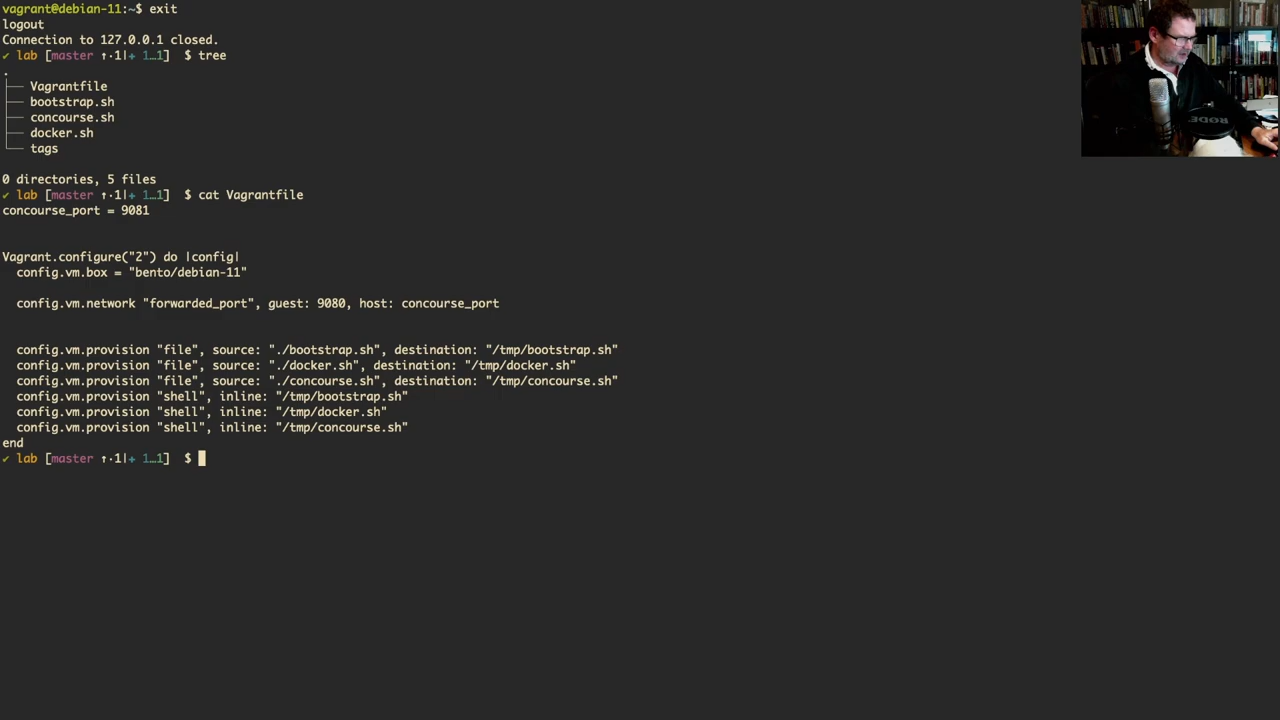 vagrant@debian-11:~$ exit
logout
Connection to 127.0.0.1 closed.
✔ lab [master ↑·1|✚ 1…1]  $ tree
.
├── Vagrantfile
├── bootstrap.sh
├── concourse.sh
├── docker.sh
└── tags
0 directories, 5 files
✔ lab [master ↑·1|✚ 1…1]  $ cat Vagrantfile
concourse_port = 9081
Vagrant.configure("2") do |config|
  config.vm.box = "bento/debian-11"
  config.vm.network "forwarded_port", guest: 9080, host: concourse_port
  config.vm.provision "file", source: "./bootstrap.sh", destination: "/tmp/bootstrap.sh"
  config.vm.provision "file", source: "./docker.sh", destination: "/tmp/docker.sh"
  config.vm.provision "file", source: "./concourse.sh", destination: "/tmp/concourse.sh"
  config.vm.provision "shell", inline: "/tmp/bootstrap.sh"
  config.vm.provision "shell", inline: "/tmp/docker.sh"
  config.vm.provision "shell", inline: "/tmp/concourse.sh"
end
✔ lab [master ↑·1|✚ 1…1]  $
RODE